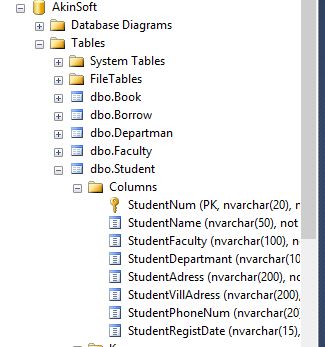 AkinSoft
Database Diagrams
Tables
System Tables
FileTables
dbo.Book
dbo.Borrow
dbo.Departman
dbo.Faculty
dbo.Student
Columns
StudentNum (PK, nvarchar(20), n
StudentName (nvarchar(50), not
StudentFaculty (nvarchar(100), no
StudentDepartmant (nvarchar(10
StudentAdress (nvarchar(200), no
StudentVillAdress (nvarchar(200),
StudentPhoneNum (nvarchar(20)
StudentRegistDate (nvarchar(15),